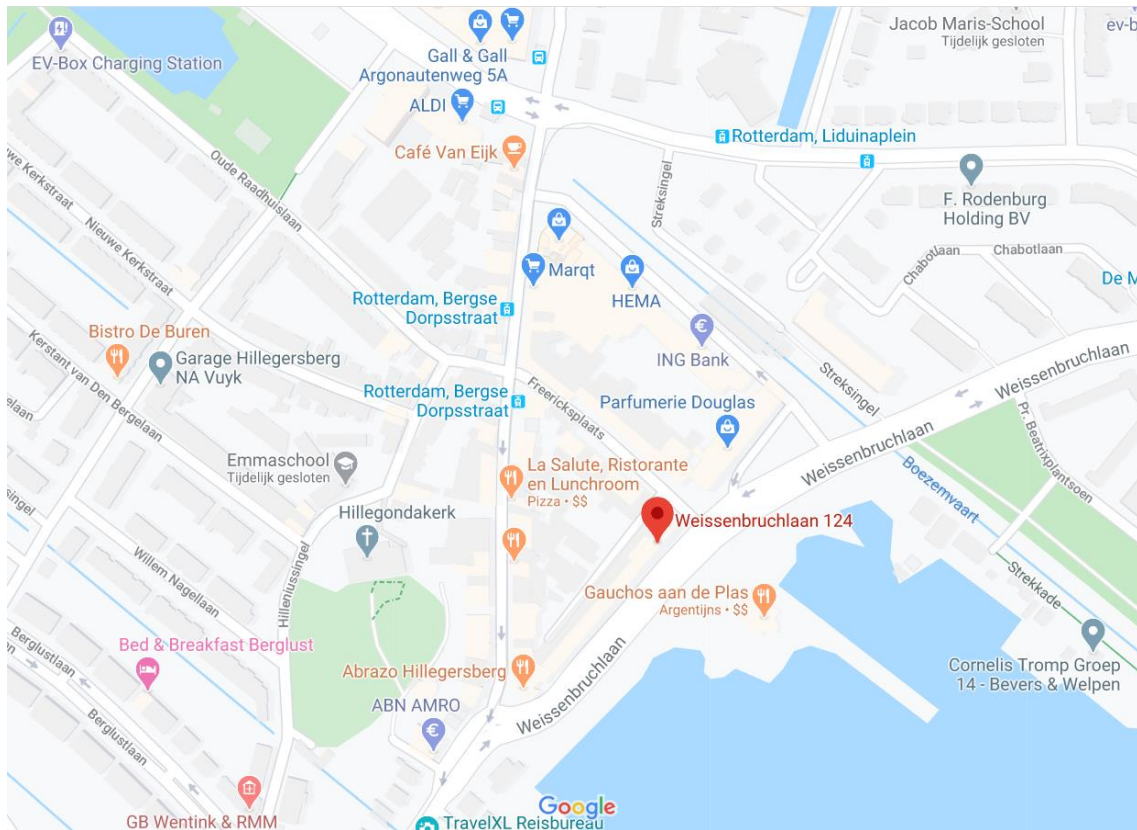 Jacob Maris-School
Tijdelijk gesloten
ev-b
EV-Box Charging Station
Gall & Gall
Argonautenweg 5A
ALDI
Café Van Eijk
Rotterdam, Liduinaplein
Oude Raadhuislaan
Streksingel
F. Rodenburg
Holding BV
Nieuwe Kerkstraat
Nieuwe Kerkstraat
Chabotlaan
Chabotlaan
Marqt
HEMA
De M
Rotterdam, Bergse
Dorpsstraat
Bistro De Buren
Garage Hillegersberg
NA Vuyk
ING Bank
Kerstant van Den Bergelaan
Rotterdam, Bergse
Dorpsstraat
Freericksplaats
Streksingel
Weissenbruchlaan
Parfumerie Douglas
Pr. Beatrixplantsoen
gelaan
Emmaschool
Tijdelijk gesloten
La Salute, Ristorante
en Lunchroom
Pizza • $$
Weissenbruchlaan
Boezemvaart
singel
Hillegondakerk
Weissenbruchlaan 124
Willem Nagellaan
Hilleniussingel
Gauchos aan de Plas
Argentijns • $$
Strekkade
Berglustlaan
Bed & Breakfast Berglust
Abrazo Hillegersberg
Cornelis Tromp Groep
14 - Bevers & Welpen
ABN AMRO
Weissenbruchlaan
Berglustlaan
Google
GB Wentink & RMM
TravelXL Reisbureau